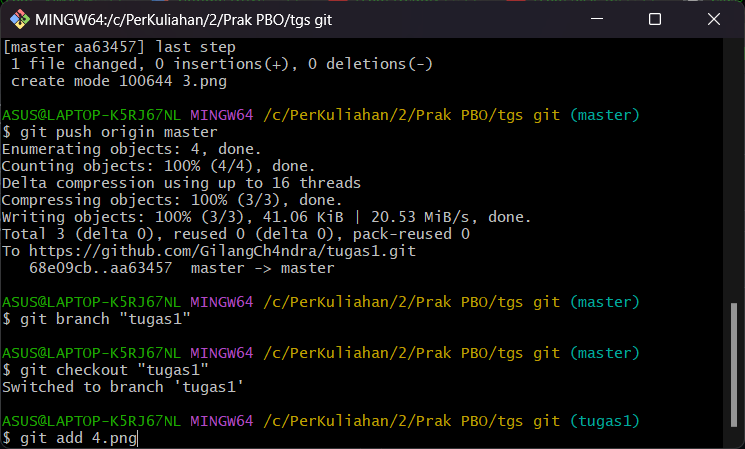 MINGW64:/c/PerKuliahan/2/Prak PBO/tgs git
[master aa63457] last step
 1 file changed, 0 insertions(+), 0 deletions(-)
 create mode 100644 3.png
ASUS@LAPTOP-K5RJ67NL MINGW64 /c/PerKuliahan/2/Prak PBO/tgs git (master)
$ git push origin master
Enumerating objects: 4, done.
Counting objects: 100% (4/4), done.
Delta compression using up to 16 threads
Compressing objects: 100% (3/3), done.
Writing objects: 100% (3/3), 41.06 KiB | 20.53 MiB/s, done.
Total 3 (delta 0), reused 0 (delta 0), pack-reused 0
To https://github.com/GilangCh4ndra/tugas1.git
   68e09cb..aa63457  master -> master
ASUS@LAPTOP-K5RJ67NL MINGW64 /c/PerKuliahan/2/Prak PBO/tgs git (master)
$ git branch "tugas1"
ASUS@LAPTOP-K5RJ67NL MINGW64 /c/PerKuliahan/2/Prak PBO/tgs git (master)
$ git checkout "tugas1"
Switched to branch 'tugas1'
ASUS@LAPTOP-K5RJ67NL MINGW64 /c/PerKuliahan/2/Prak PBO/tgs git (tugas1)
$ git add 4.png